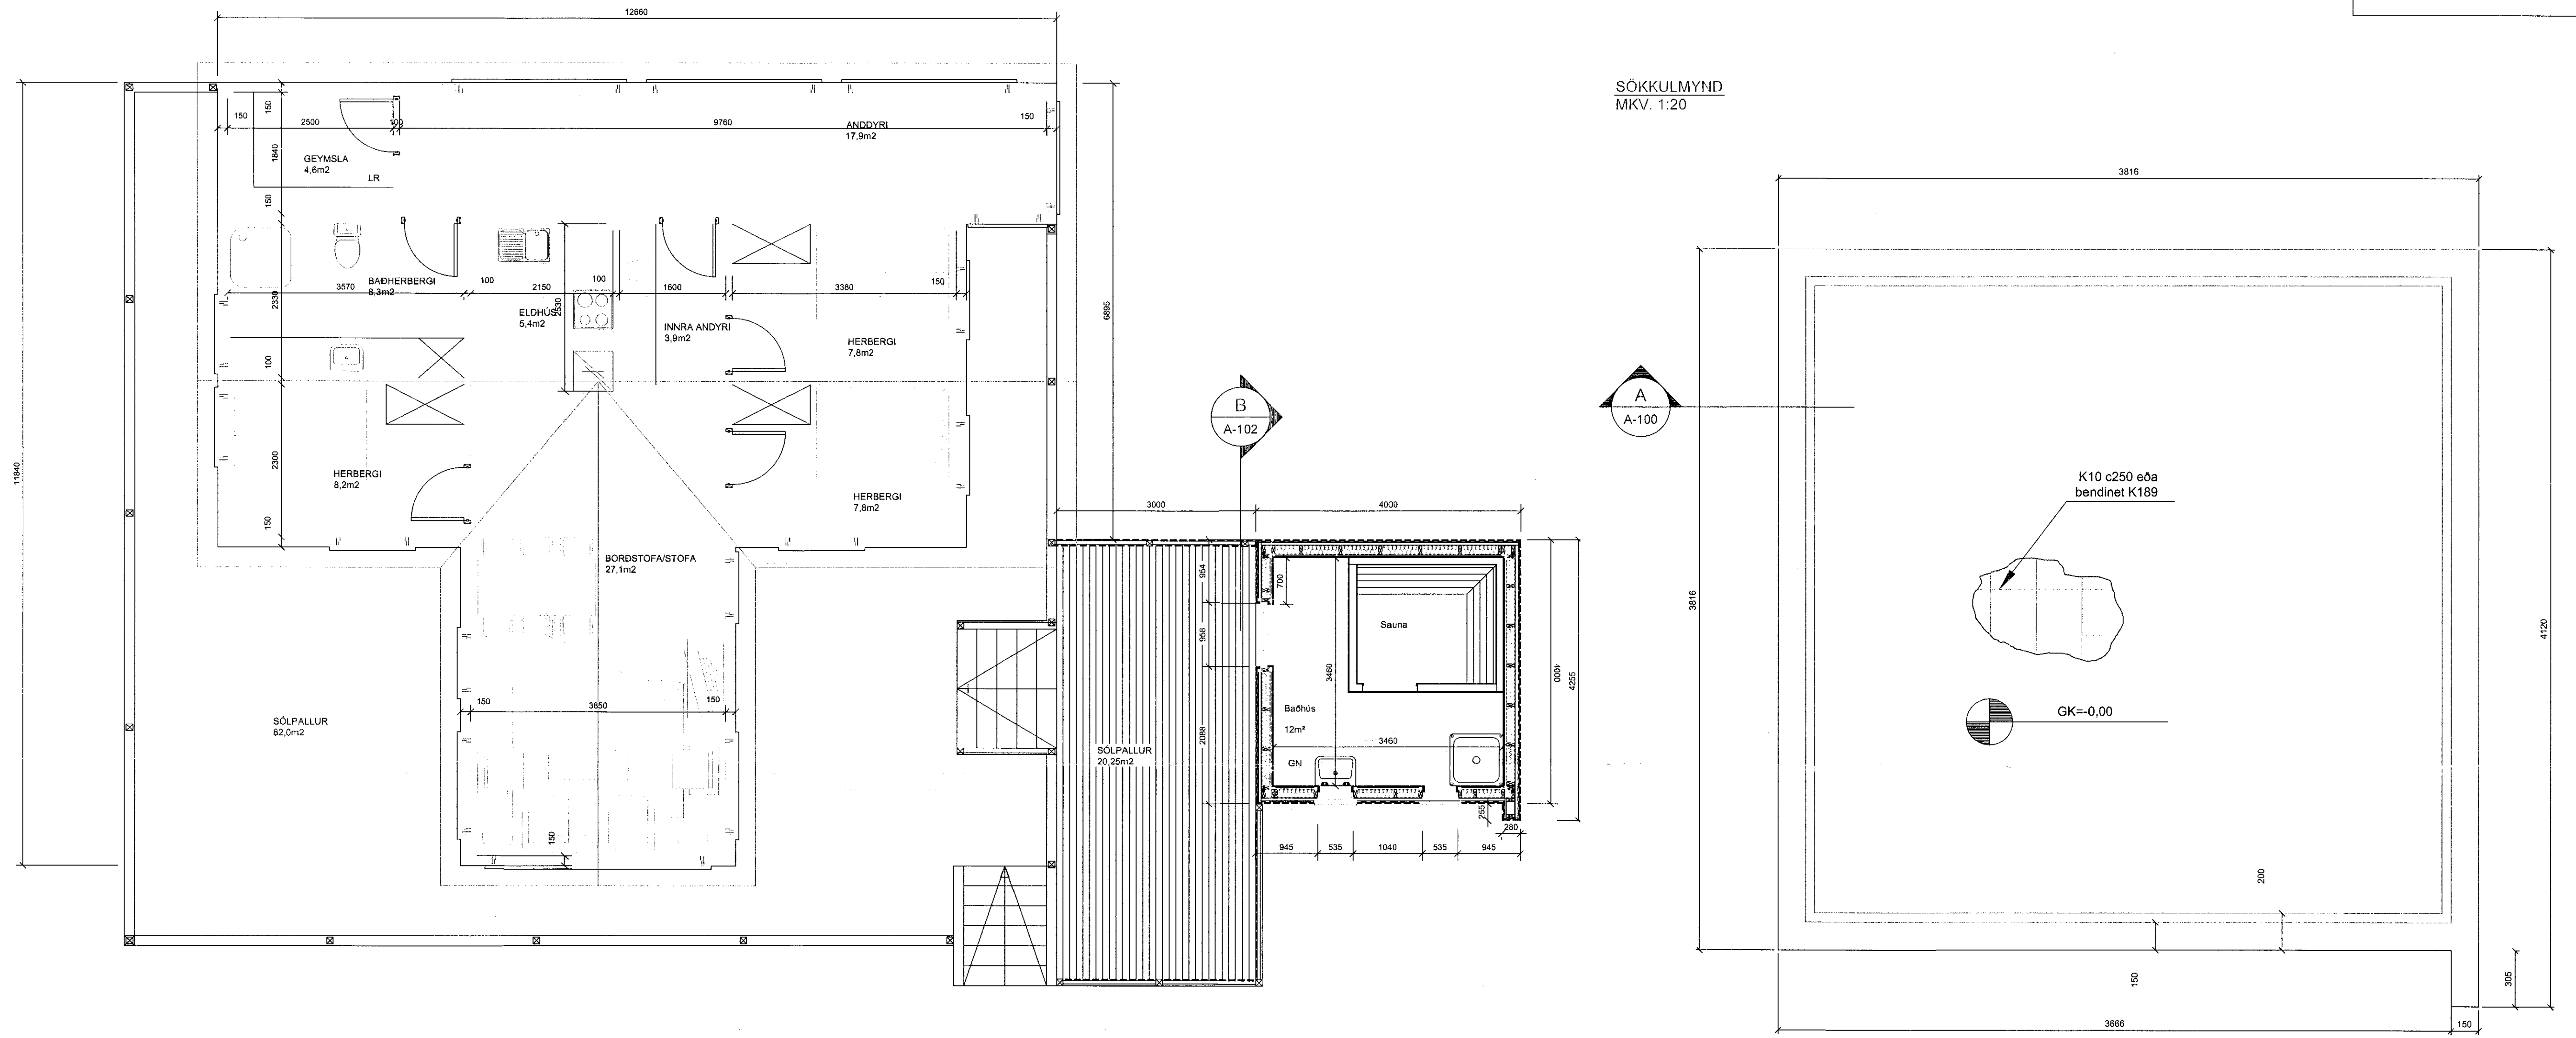 12660
SÖKKULMYND
MKV. 1:20
150
150
2500
100
9760
ANDDYRI
17,9m2
150
1840
GEYMSLA
4,6m2
LR
150
3816
BAÐHERBERGI
8,3m2
3570
100
2150
100
1600
3380
150
2330
2530
ELDHÚS
5,4m2
INNRA ANDYRI
3,9m2
HERBERGI
7,8m2
6895
100
A
A-100
B
A-102
2300
HERBERGI
8,2m2
HERBERGI
7,8m2
11840
150
K10 c250 eða
bendinet K189
3000
4000
BORÐSTOFA/STOFA
27,1m2
954
700
958
Sauna
3460
4000
4255
3816
4120
150
3850
150
SÓLPALLUR
82,0m2
Baðhús
12m²
GK=-0,00
2088
3460
SÓLPALLUR
20,25m2
GN
255
280
150
945
535
1040
535
945
200
150
305
3666
150